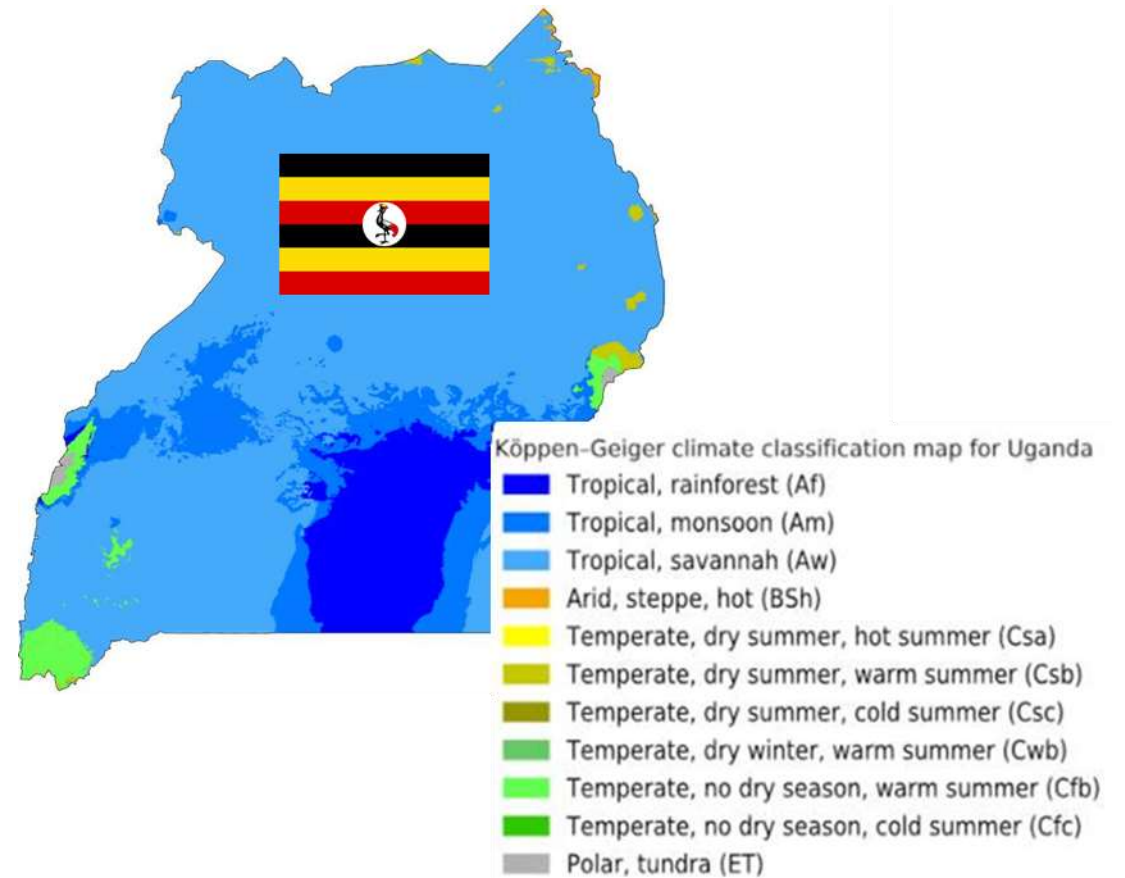 Köppen–Geiger climate classification map for Uganda
Tropical, rainforest (Af)
Tropical, monsoon (Am)
Tropical, savannah (Aw)
Arid, steppe, hot (BSh)
Temperate, dry summer, hot summer (Csa)
Temperate, dry summer, warm summer (Csb)
Temperate, dry summer, cold summer (Csc)
Temperate, dry winter, warm summer (Cwb)
Temperate, no dry season, warm summer (Cfb)
Temperate, no dry season, cold summer (Cfc)
Polar, tundra (ET)